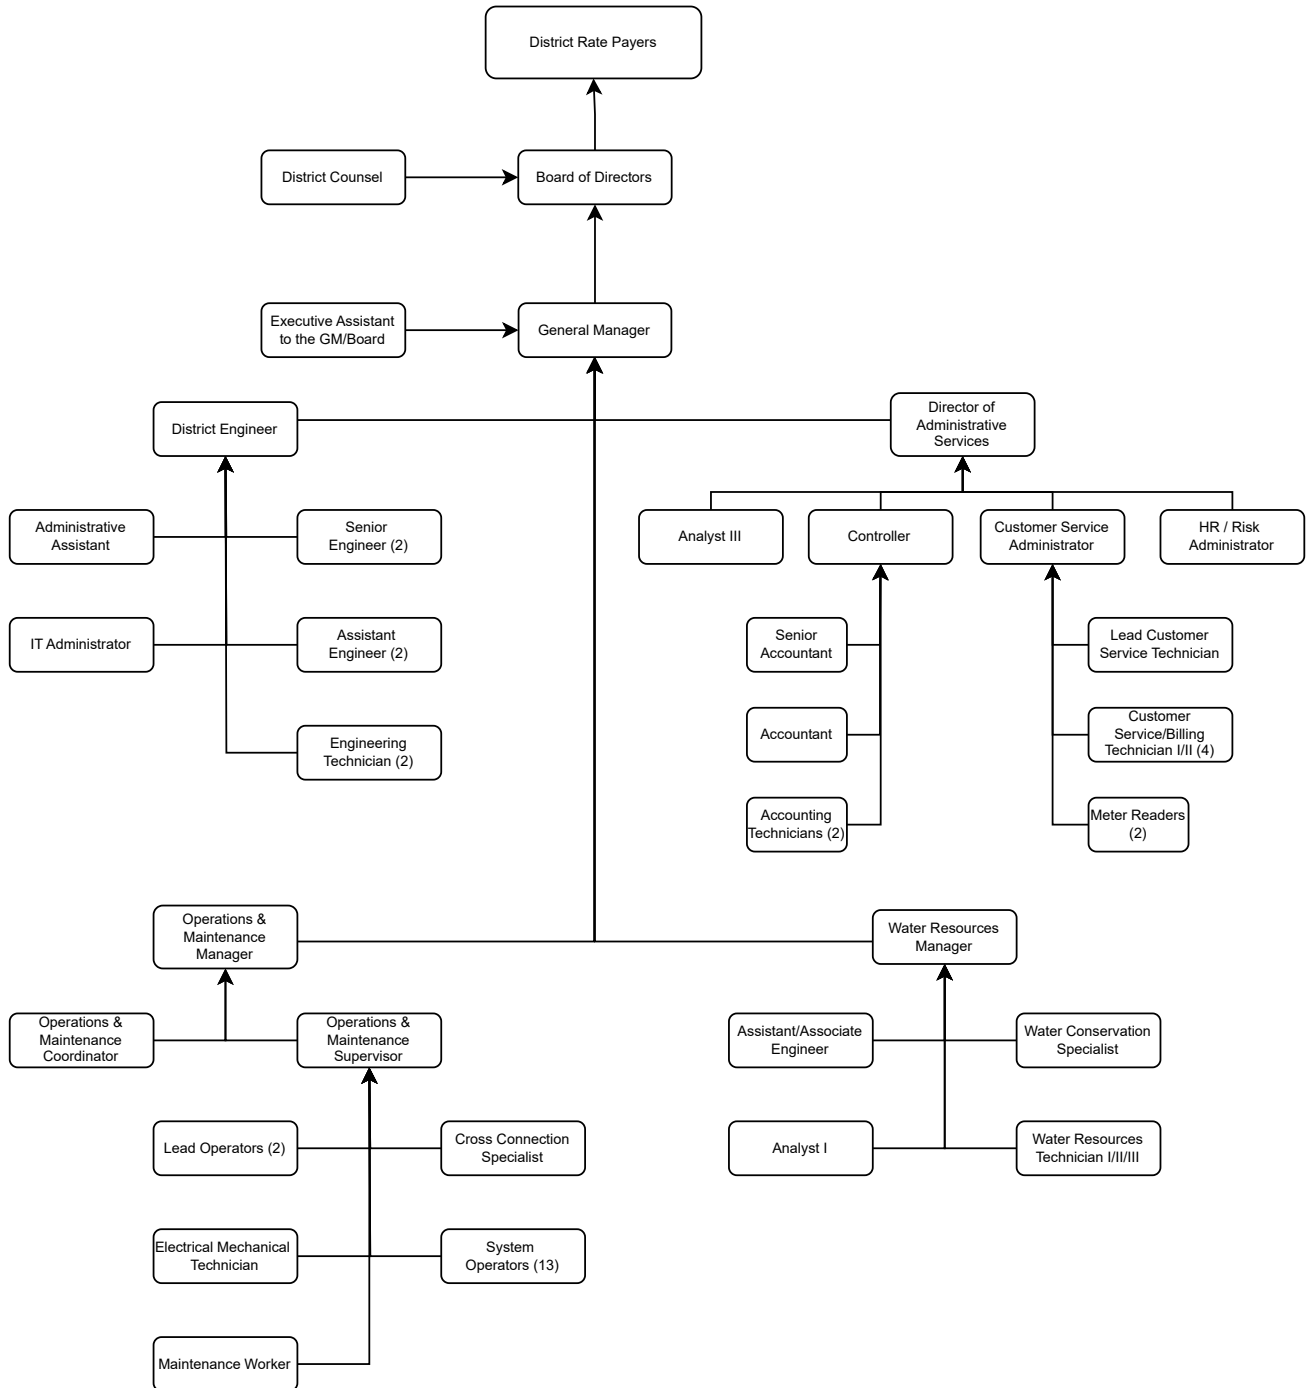 District Rate Payers
District Counsel
Board of Directors
Executive Assistant
to the GM/Board
General Manager
District Engineer
Director of
Administrative
Services
Administrative
Assistant
Senior
Engineer (2)
Analyst III
Controller
Customer Service
Administrator
HR / Risk
Administrator
IT Administrator
Assistant
Engineer (2)
Senior
Accountant
Lead Customer
Service Technician
Engineering
Technician (2)
Accountant
Customer
Service/Billing
Technician I/II (4)
Accounting
Technicians (2)
Meter Readers
(2)
Operations &
Maintenance
Manager
Water Resources
Manager
Operations &
Maintenance
Coordinator
Operations &
Maintenance
Supervisor
Assistant/Associate
Engineer
Water Conservation
Specialist
Lead Operators (2)
Cross Connection
Specialist
Analyst I
Water Resources
Technician I/II/III
Electrical Mechanical
Technician
System
Operators (13)
Maintenance Worker